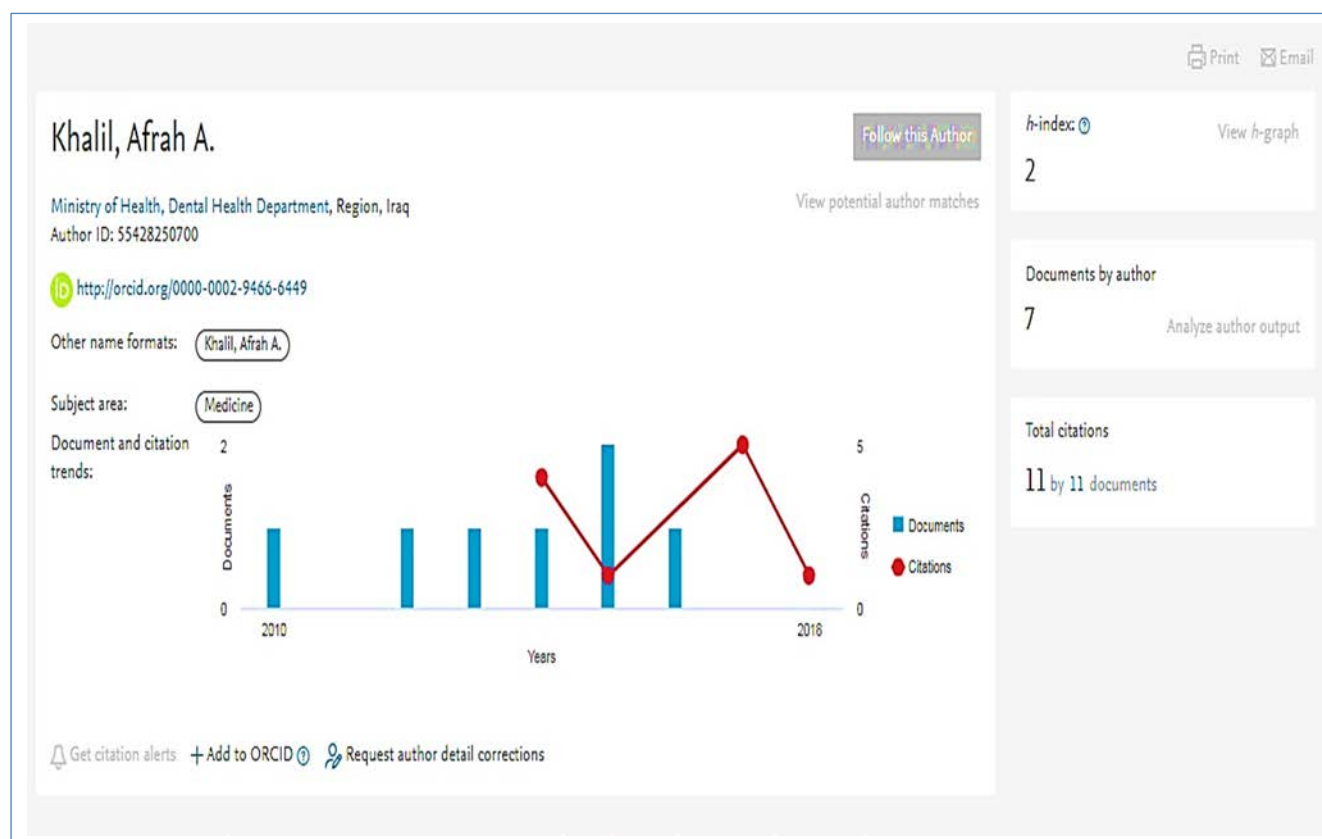 Print Email
Khalil, Afrah A.
Follow this Author
Ministry of Health, Dental Health Department, Region, Iraq
View potential author matches
Author ID: 55428250700
iD http://orcid.org/0000-0002-9466-6449
Other name formats: Khalil, Afrah A.
Subject area: Medicine
Document and citation
trends:
2
Documents
0
2010
2018
Years
5
Citations
0
Documents
Citations
Get citation alerts + Add to ORCID ? Request author detail corrections
h-index: ?
View h-graph
2
Documents by author
7
Analyze author output
Total citations
11 by 11 documents